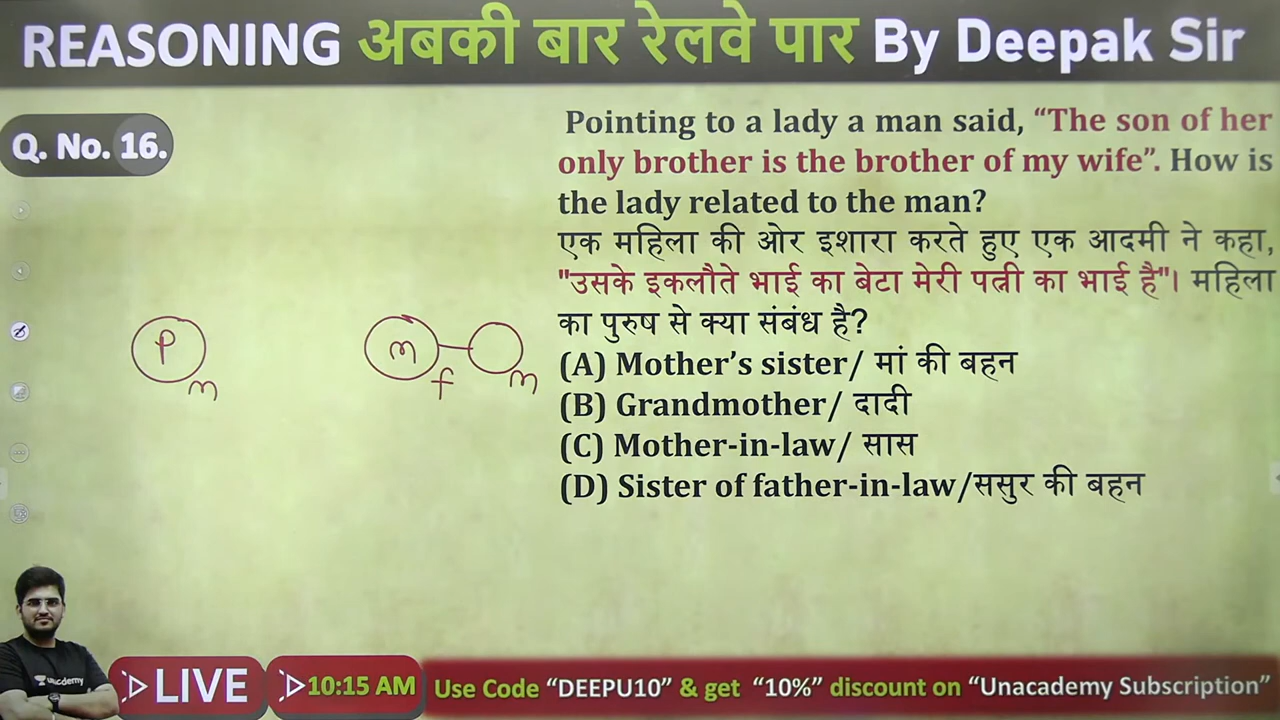 REASONING अबकी बार रेलवे पार By Deepak Sir
Q. No. 16.
Pointing to a lady a man said, “The son of her
only brother is the brother of my wife”. How is
the lady related to the man?
एक महिला की ओर इशारा करते हुए एक आदमी ने कहा,
"उसके इकलौते भाई का बेटा मेरी पत्नी का भाई है"। महिला
का पुरुष से क्या संबंध है?
(A) Mother’s sister/ मां की बहन
(B) Grandmother/ दादी
(C) Mother-in-law/ सास
(D) Sister of father-in-law/ससुर की बहन
P
m
m
f
m
unacademy
LIVE
10:15 AM
Use Code “DEEPU10” & get “10%” discount on “Unacademy Subscription”